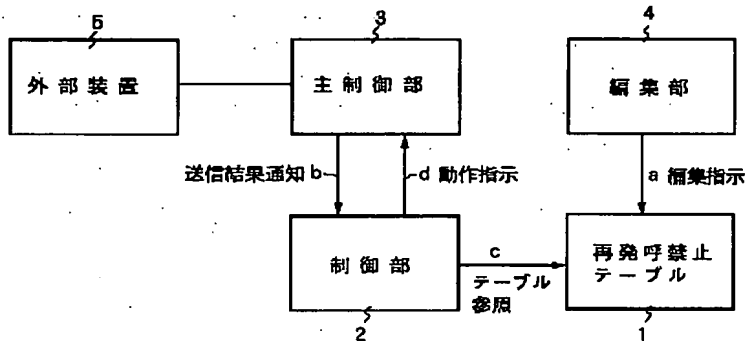 5
3
4
外部装置
主制御部
編集部
送信結果通知 b
d 動作指示
a 編集指示
制御部
c
テーブル
参照
再発呼禁止
テーブル
2
1